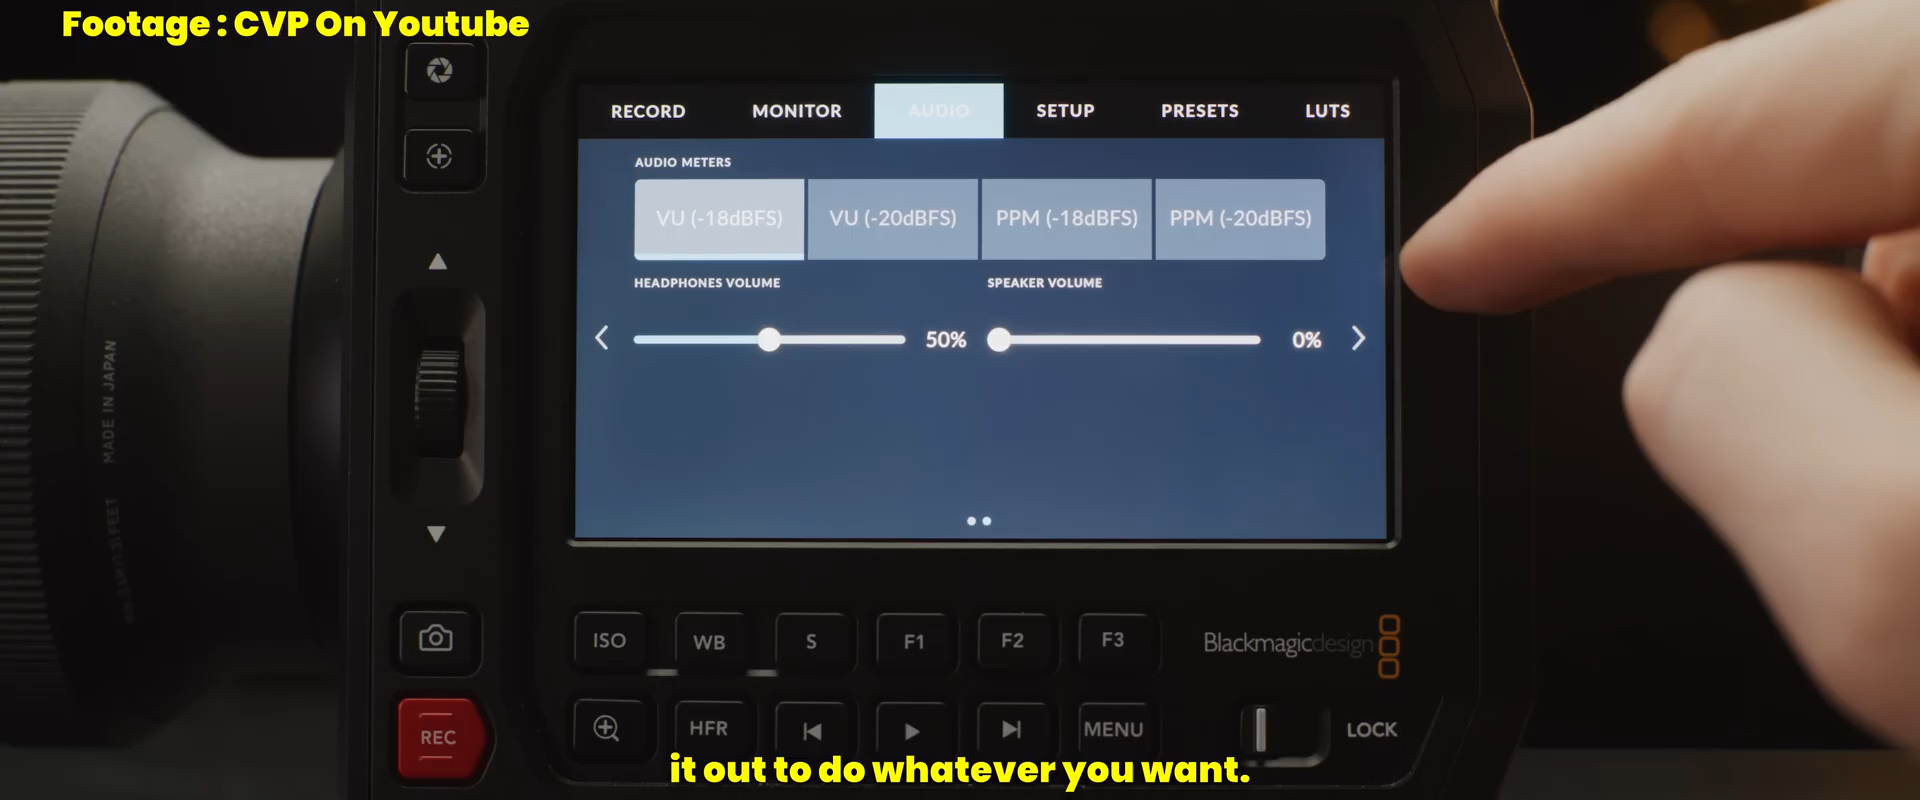 Footage : CVP On Youtube
RECORD MONITOR AUDIO SETUP PRESETS LUTS
AUDIO METERS
VU (-18dBFS) VU (-20dBFS) PPM (-18dBFS) PPM (-20dBFS)
HEADPHONES VOLUME SPEAKER VOLUME
50% 0%
MADE IN JAPAN
ISO WB S F1 F2 F3
Blackmagicdesign
REC HFR MENU LOCK
it out to do whatever you want.